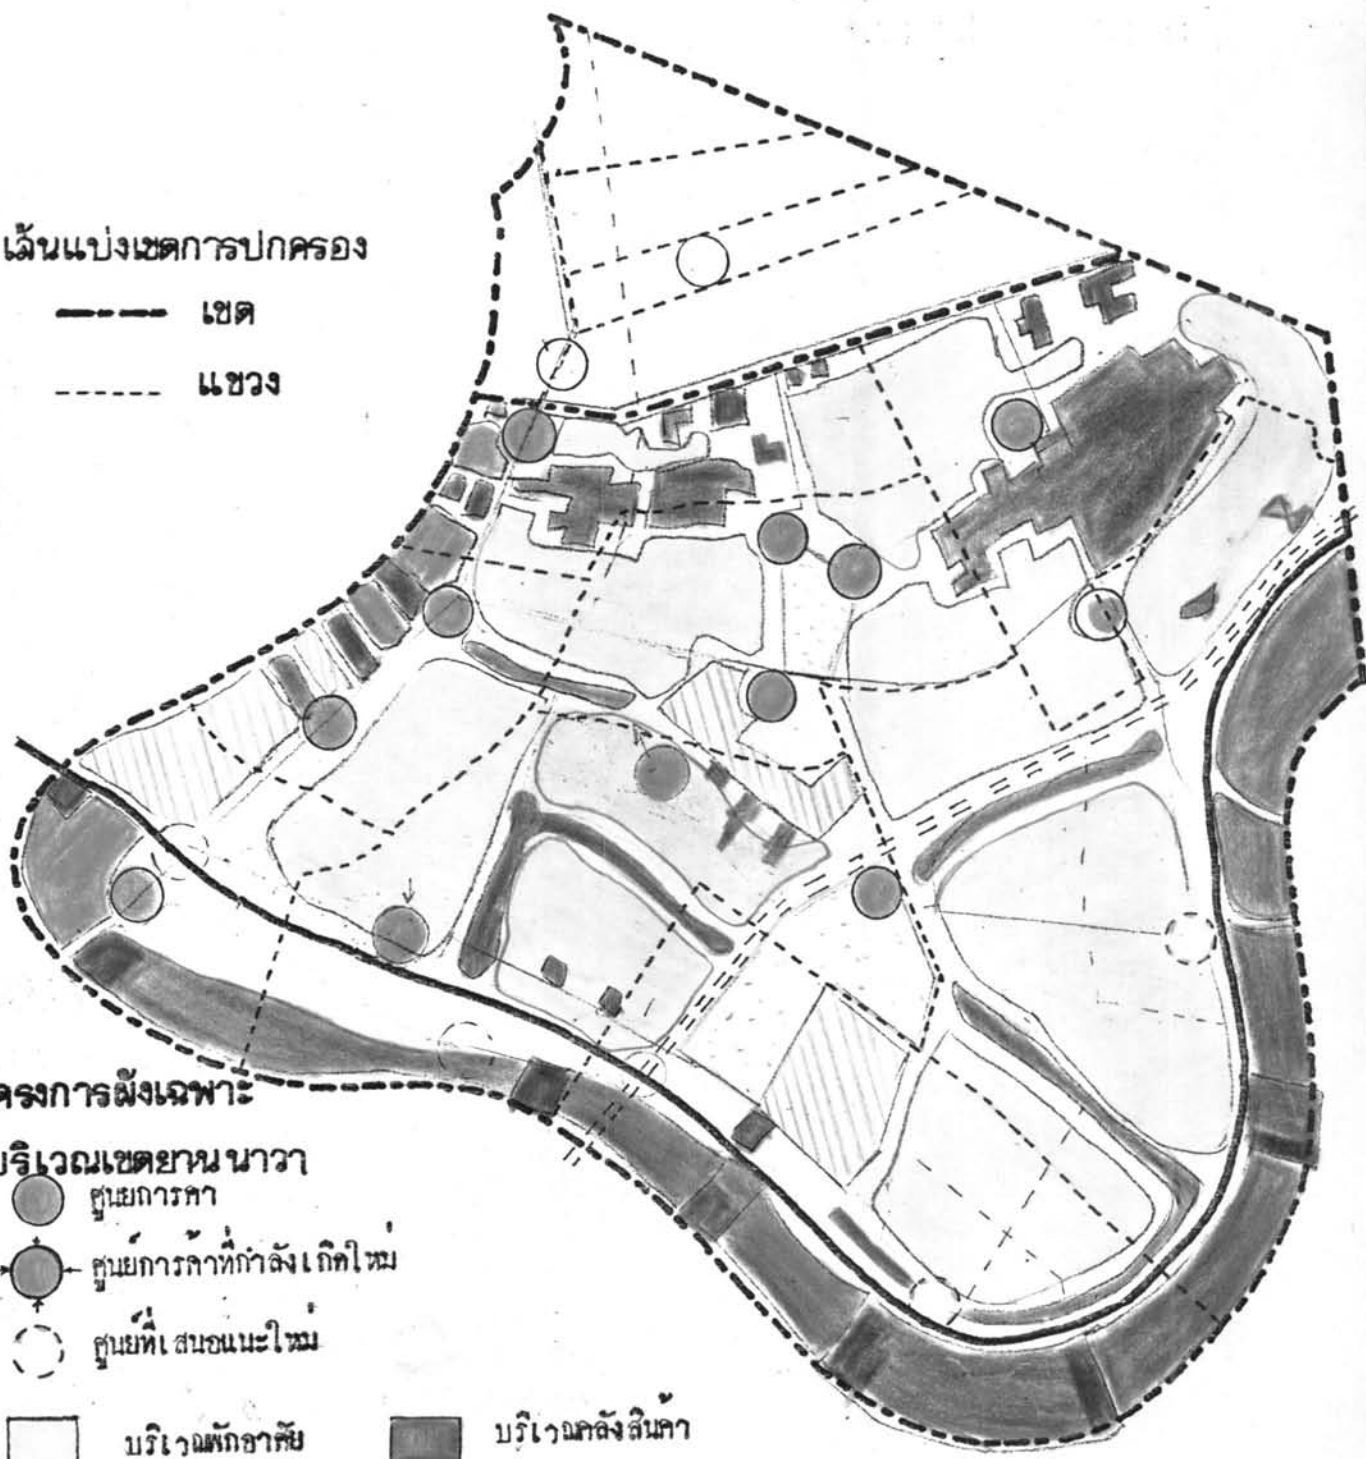 เส้นแบ่งเขตการปกครอง
เขต
แขวง
ครงการผังเฉพาะ
บริเวณเขตยานนาวา
ศูนย์การค้า
ศูนย์การค้าที่กำลังเกิดใหม่
ศูนย์ที่เสนอแนะใหม่
บริเวณพักอาศัย
บริเวณคลังสินค้า